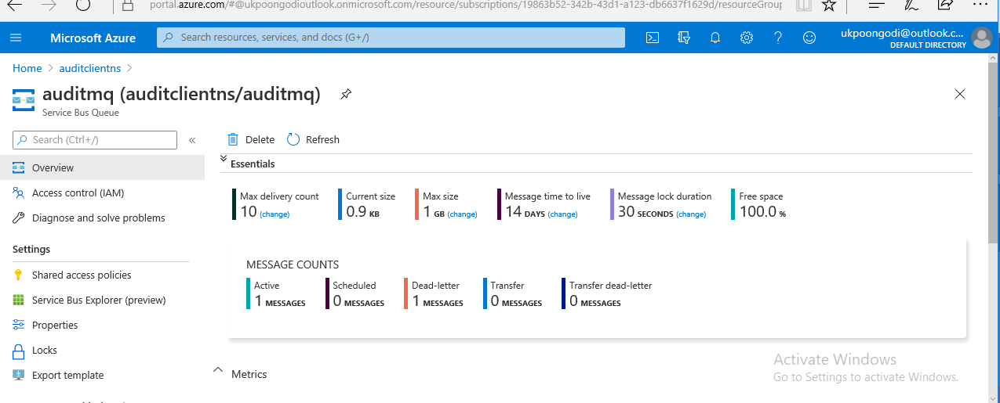 portal.azure.com/#@ukpoongodioutlook.onmicrosoft.com/resource/subscriptions/19863b52-342b-43d1-a123-db6637f1629d/resourceGroup
Microsoft Azure
Search resources, services, and docs (G+/)
ukpoongodi@outlook.c...
DEFAULT DIRECTORY
Home > auditclientns >
auditmq (auditclientns/auditmq)
Service Bus Queue
Search (Ctrl+/)
«
Delete Refresh
Overview
Access control (IAM)
Diagnose and solve problems
Settings
Shared access policies
Service Bus Explorer (preview)
Properties
Locks
Export template
Essentials
Max delivery count
10 (change)
Current size
0.9 KB
Max size
1 GB (change)
Message time to live
14 DAYS (change)
Message lock duration
30 SECONDS (change)
Free space
100.0 %
MESSAGE COUNTS
Active
1 MESSAGES
Scheduled
0 MESSAGES
Dead-letter
1 MESSAGES
Transfer
0 MESSAGES
Transfer dead-letter
0 MESSAGES
Metrics
Activate Windows
Go to Settings to activate Windows.